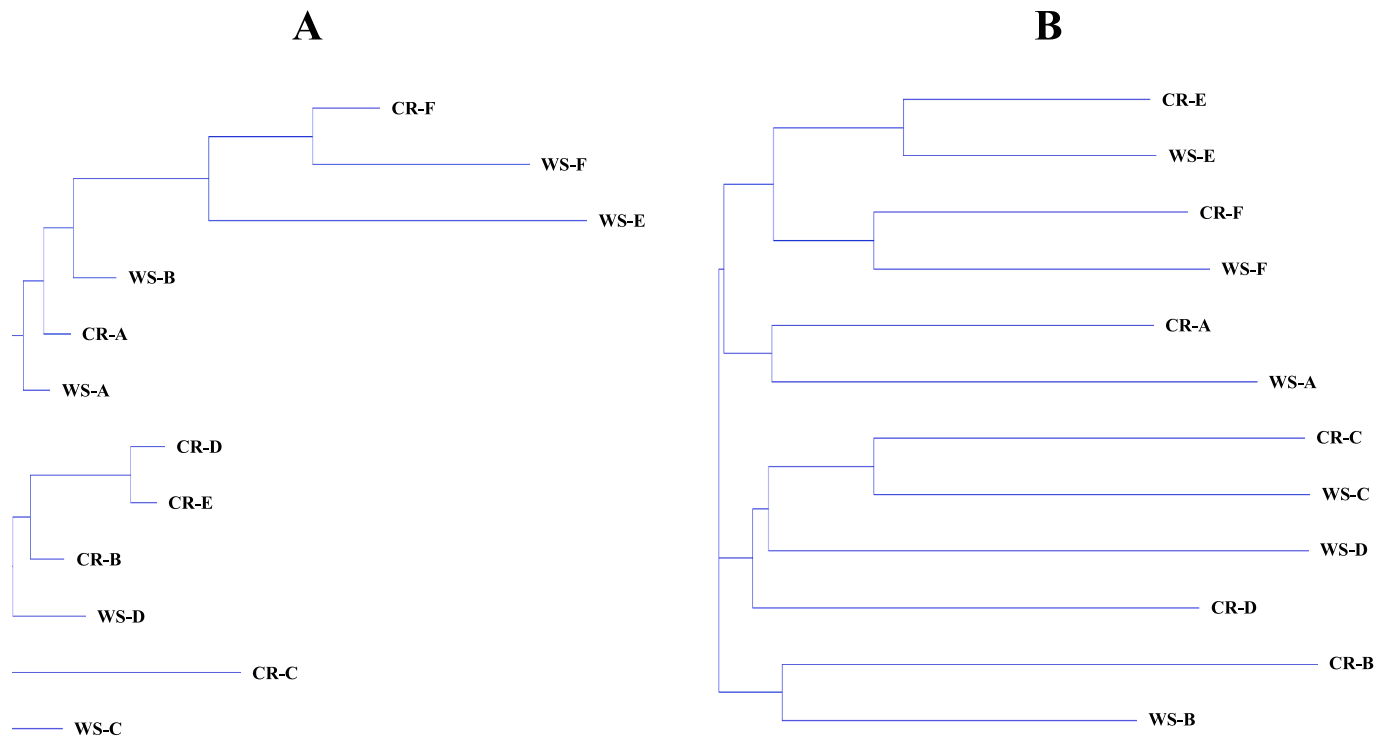 A
CR-F
WS-F
WS-E
WS-B
CR-A
WS-A
CR-D
CR-E
CR-B
WS-D
CR-C
WS-C
B
CR-E
WS-E
CR-F
WS-F
CR-A
WS-A
CR-C
WS-C
WS-D
CR-D
CR-B
WS-B